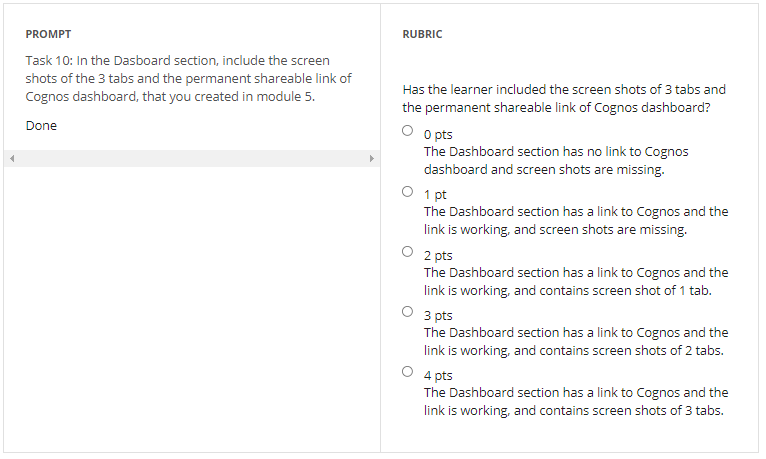 PROMPT
Task 10: In the Dasboard section, include the screen
shots of the 3 tabs and the permanent shareable link of
Cognos dashboard, that you created in module 5.
Done
RUBRIC
Has the learner included the screen shots of 3 tabs and
the permanent shareable link of Cognos dashboard?
0 pts
The Dashboard section has no link to Cognos
dashboard and screen shots are missing.
1 pt
The Dashboard section has a link to Cognos and the
link is working, and screen shots are missing.
2 pts
The Dashboard section has a link to Cognos and the
link is working, and contains screen shot of 1 tab.
3 pts
The Dashboard section has a link to Cognos and the
link is working, and contains screen shots of 2 tabs.
4 pts
The Dashboard section has a link to Cognos and the
link is working, and contains screen shots of 3 tabs.